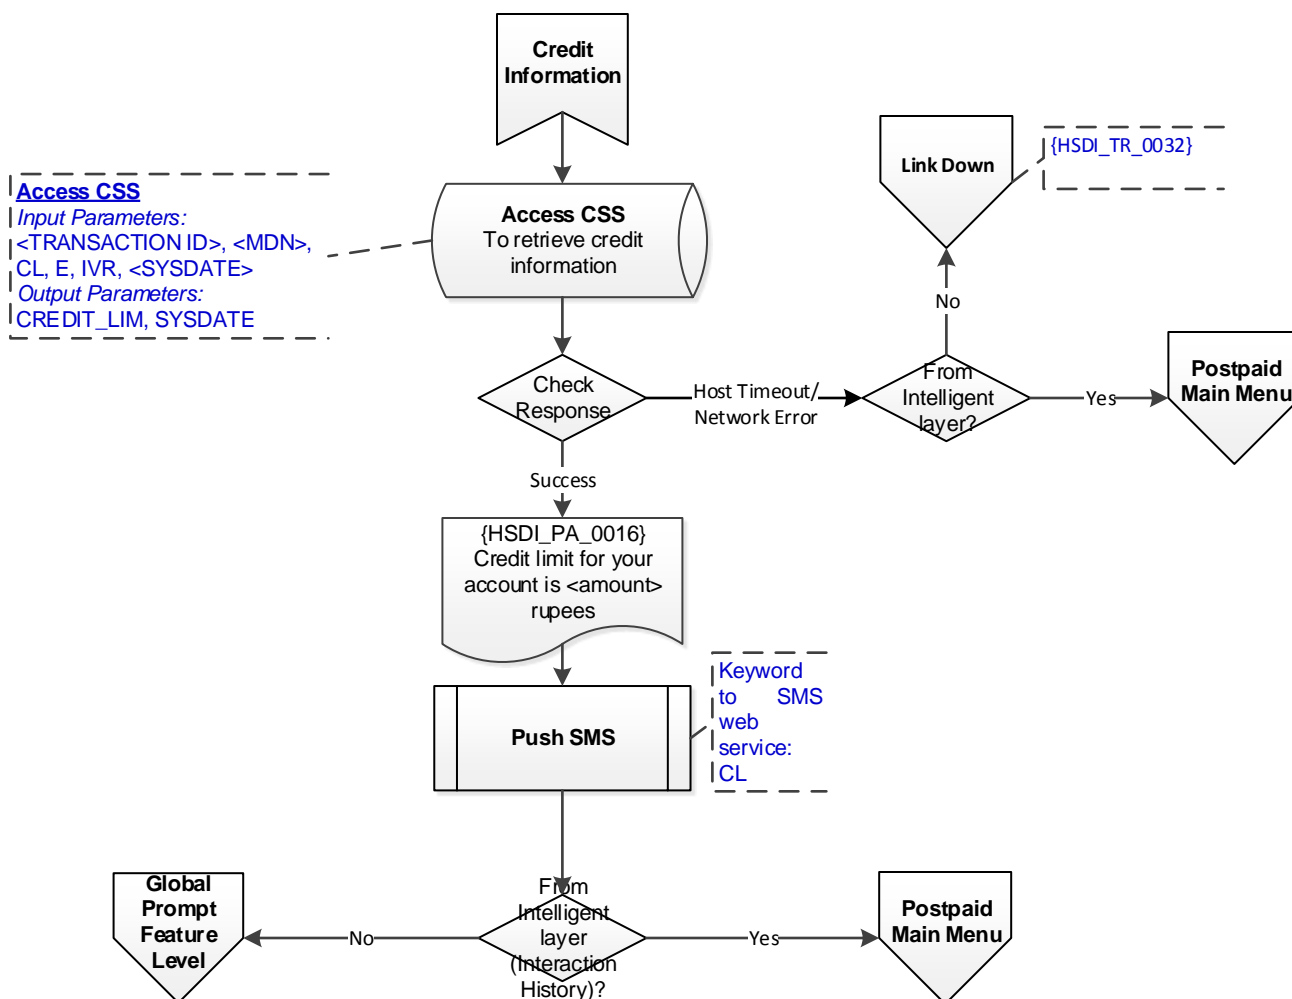 Credit
Information
Access CSS
Input Parameters:
<TRANSACTION ID>, <MDN>,
CL, E, IVR, <SYSDATE>
Output Parameters:
CREDIT_LIM, SYSDATE
Access CSS
To retrieve credit
information
Link Down
{HSDI_TR_0032}
No
Check
Response
Host Timeout/
Network Error
From
Intelligent
layer?
Yes
Postpaid
Main Menu
Success
{HSDI_PA_0016}
Credit limit for your
account is <amount>
rupees
Push SMS
Keyword
to SMS
web
service:
CL
Global
Prompt
Feature
Level
No
From
Intelligent
layer
(Interaction
History)?
Yes
Postpaid
Main Menu